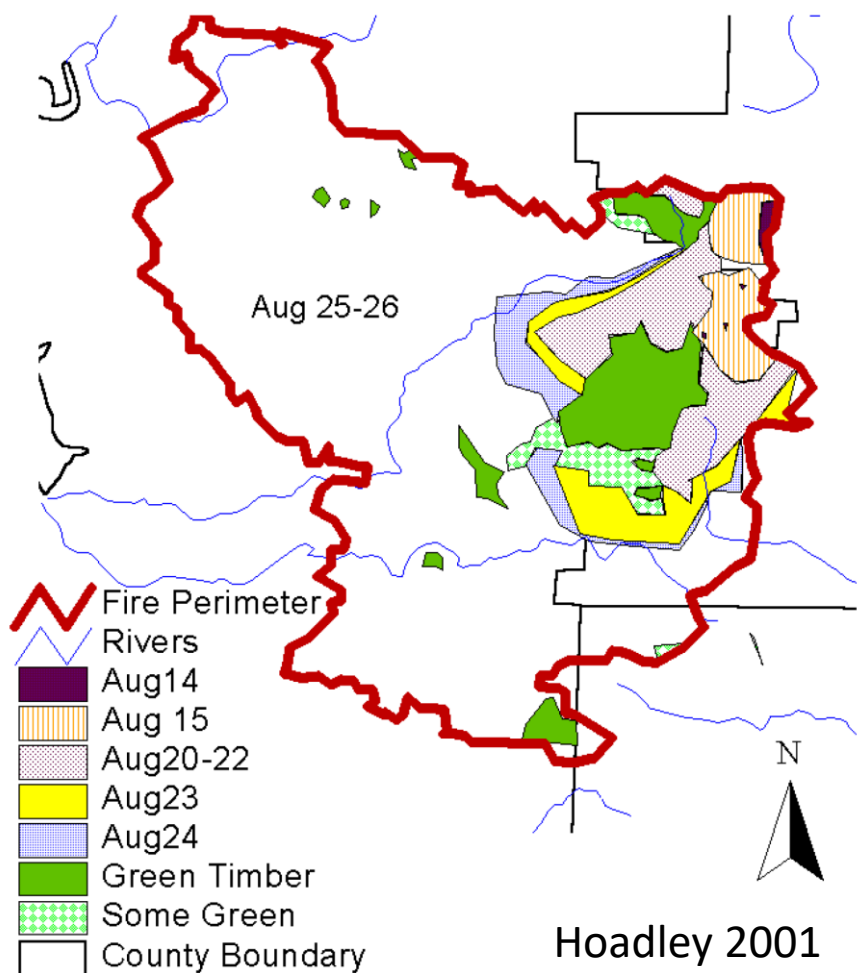 Aug 25-26
Fire Perimeter
Rivers
Aug14
Aug 15
Aug20-22
Aug23
Aug24
Green Timber
Some Green
County Boundary
N
Hoadley 2001